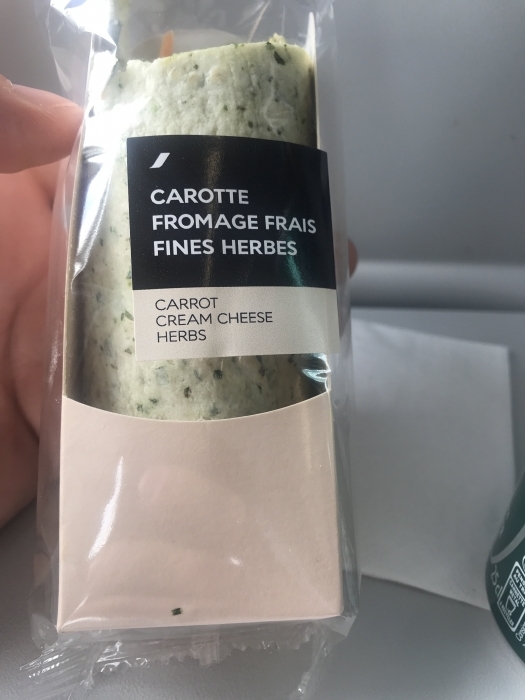 CAROTTE
FROMAGE FRAIS
FINES HERBES
CARROT
CREAM CHEESE
HERBS